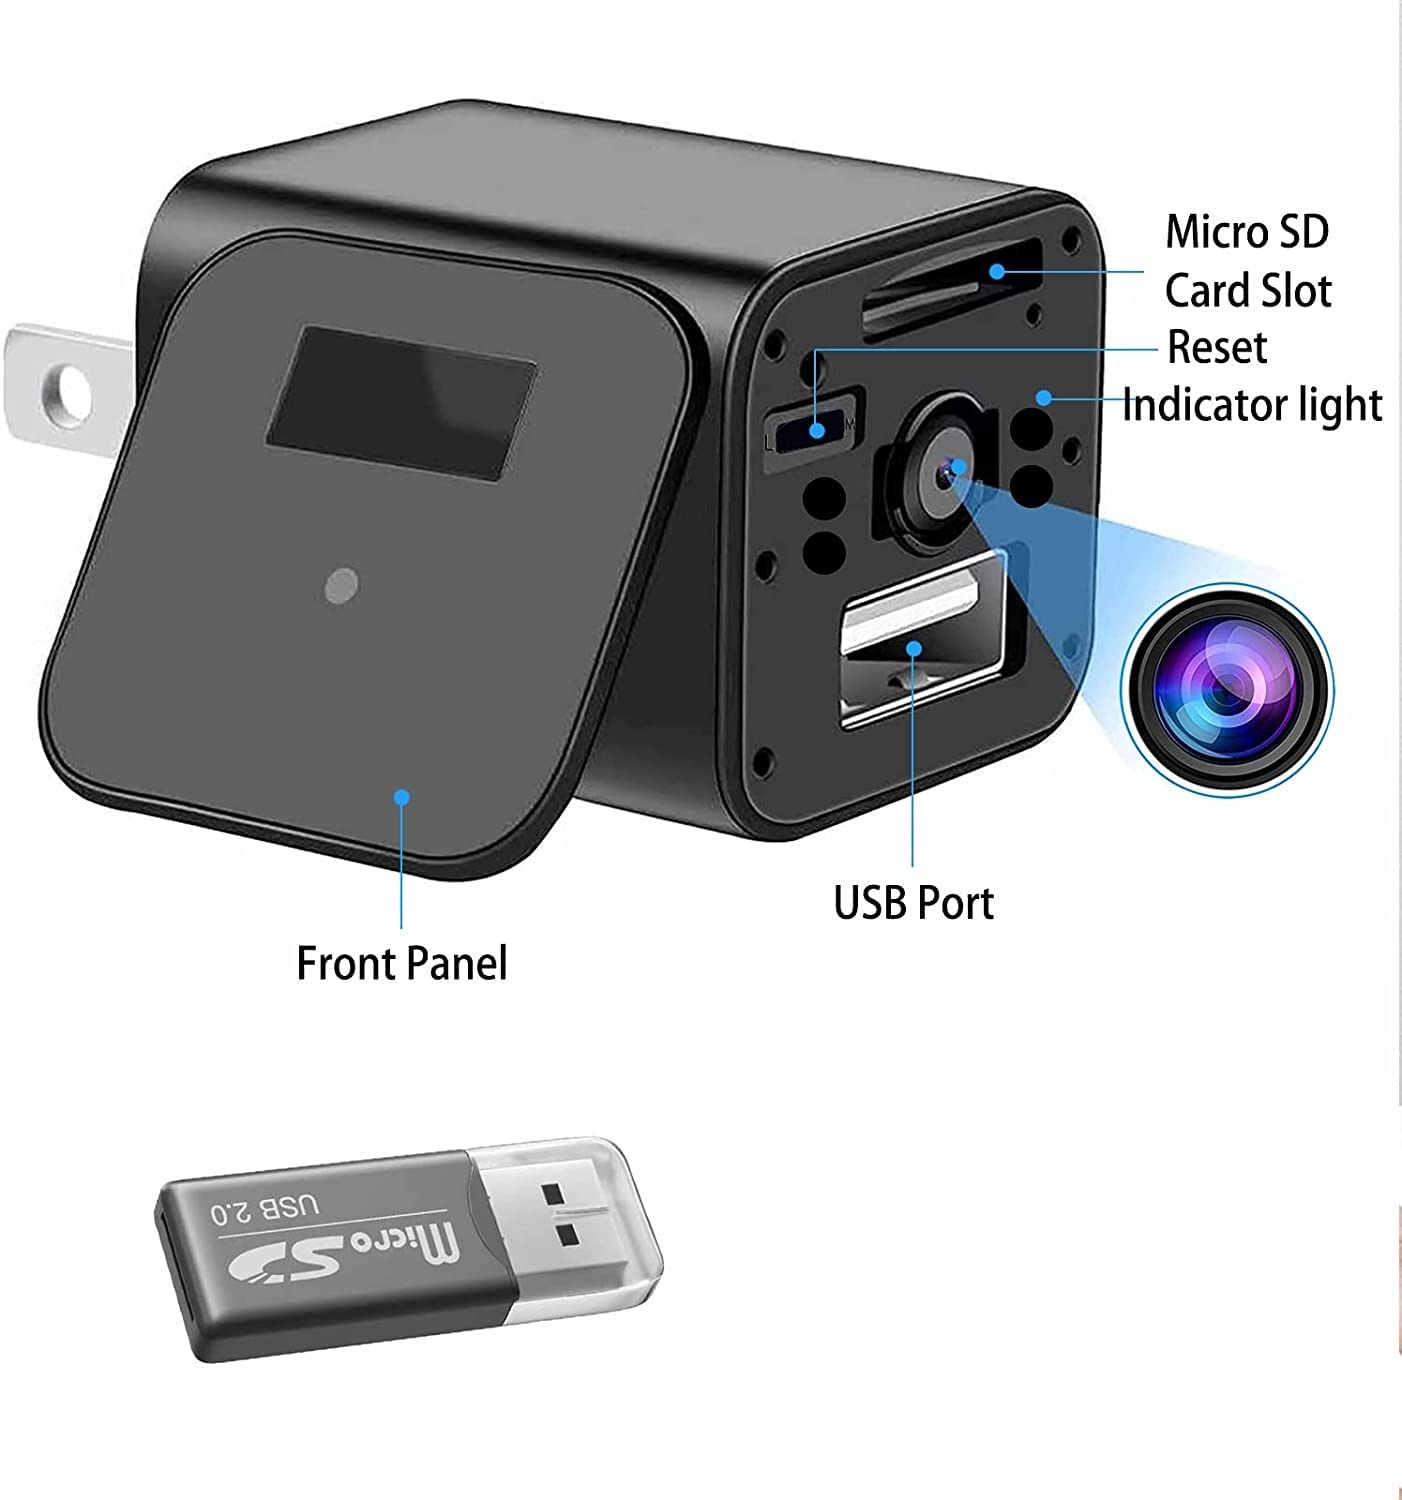 Micro SD
Card Slot
Reset
Indicator light
L M
USB Port
Front Panel
USB 2.0
Micro SD